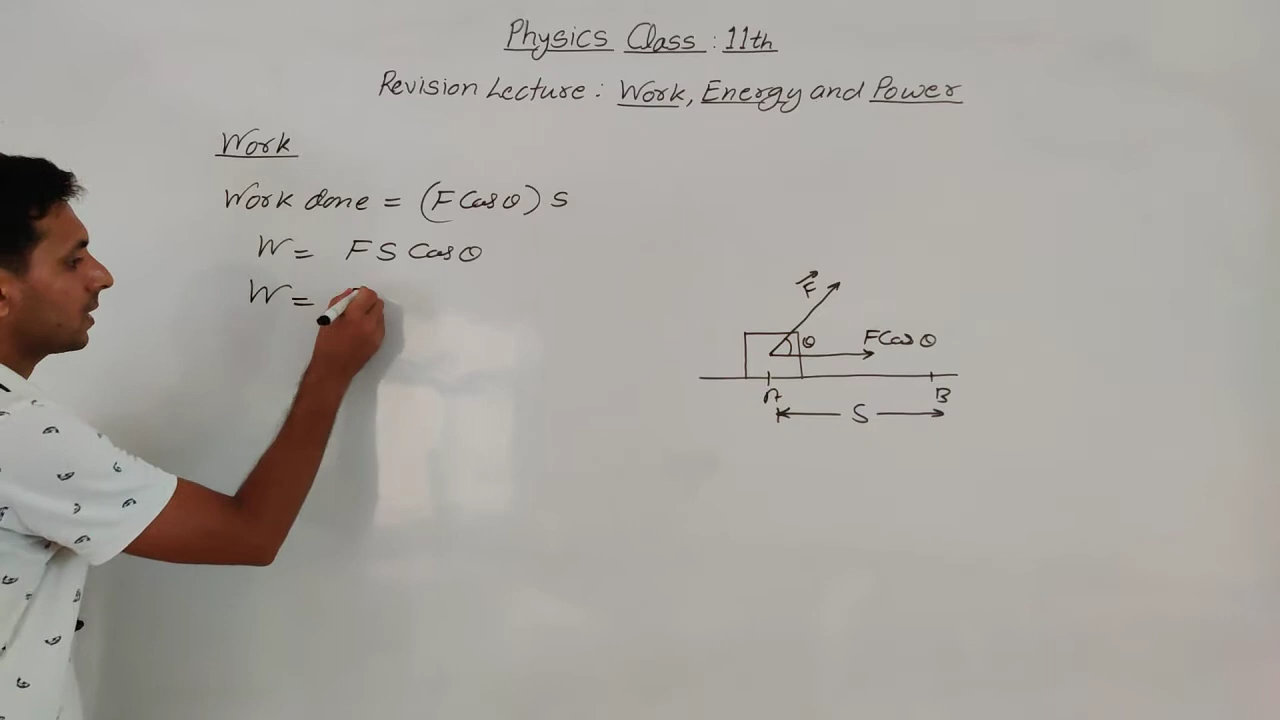 Physics Class : 11th
Revision Lecture : Work, Energy and Power
Work
Work done = (F Cos θ) S
W = F S Cos θ
W =
F⃗
θ
F Cos θ
A
B
S